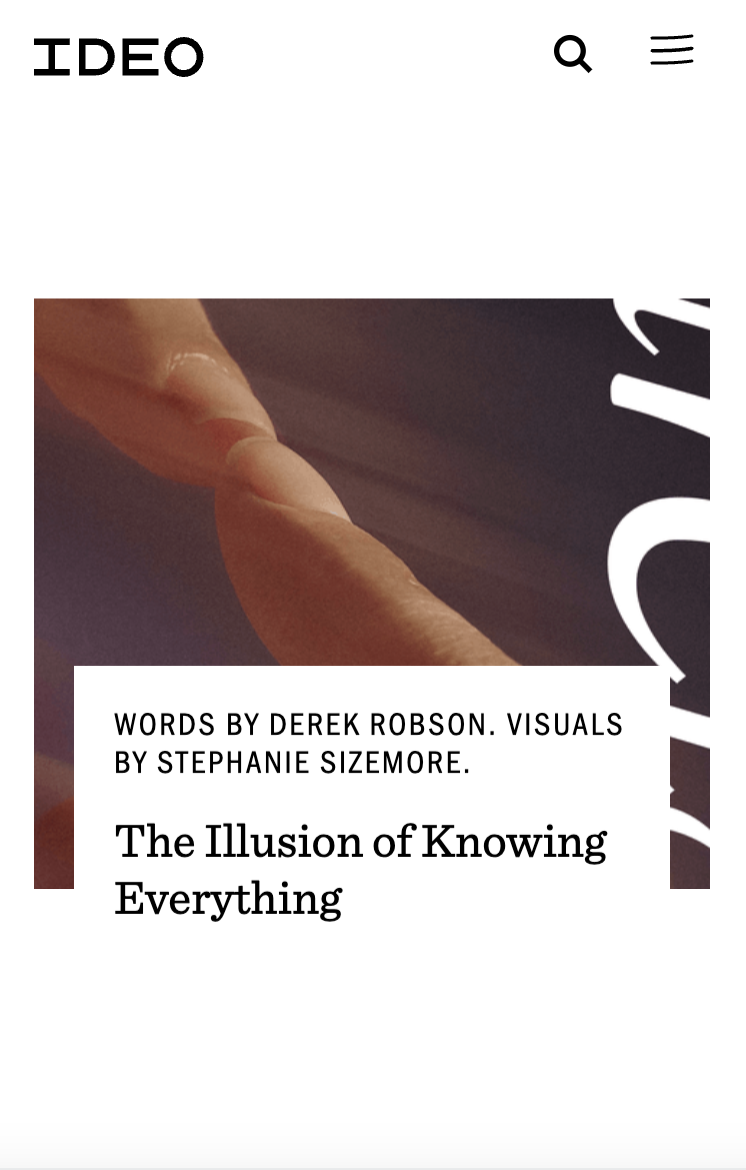 IDEO
WORDS BY DEREK ROBSON. VISUALS
BY STEPHANIE SIZEMORE.
The Illusion of Knowing
Everything